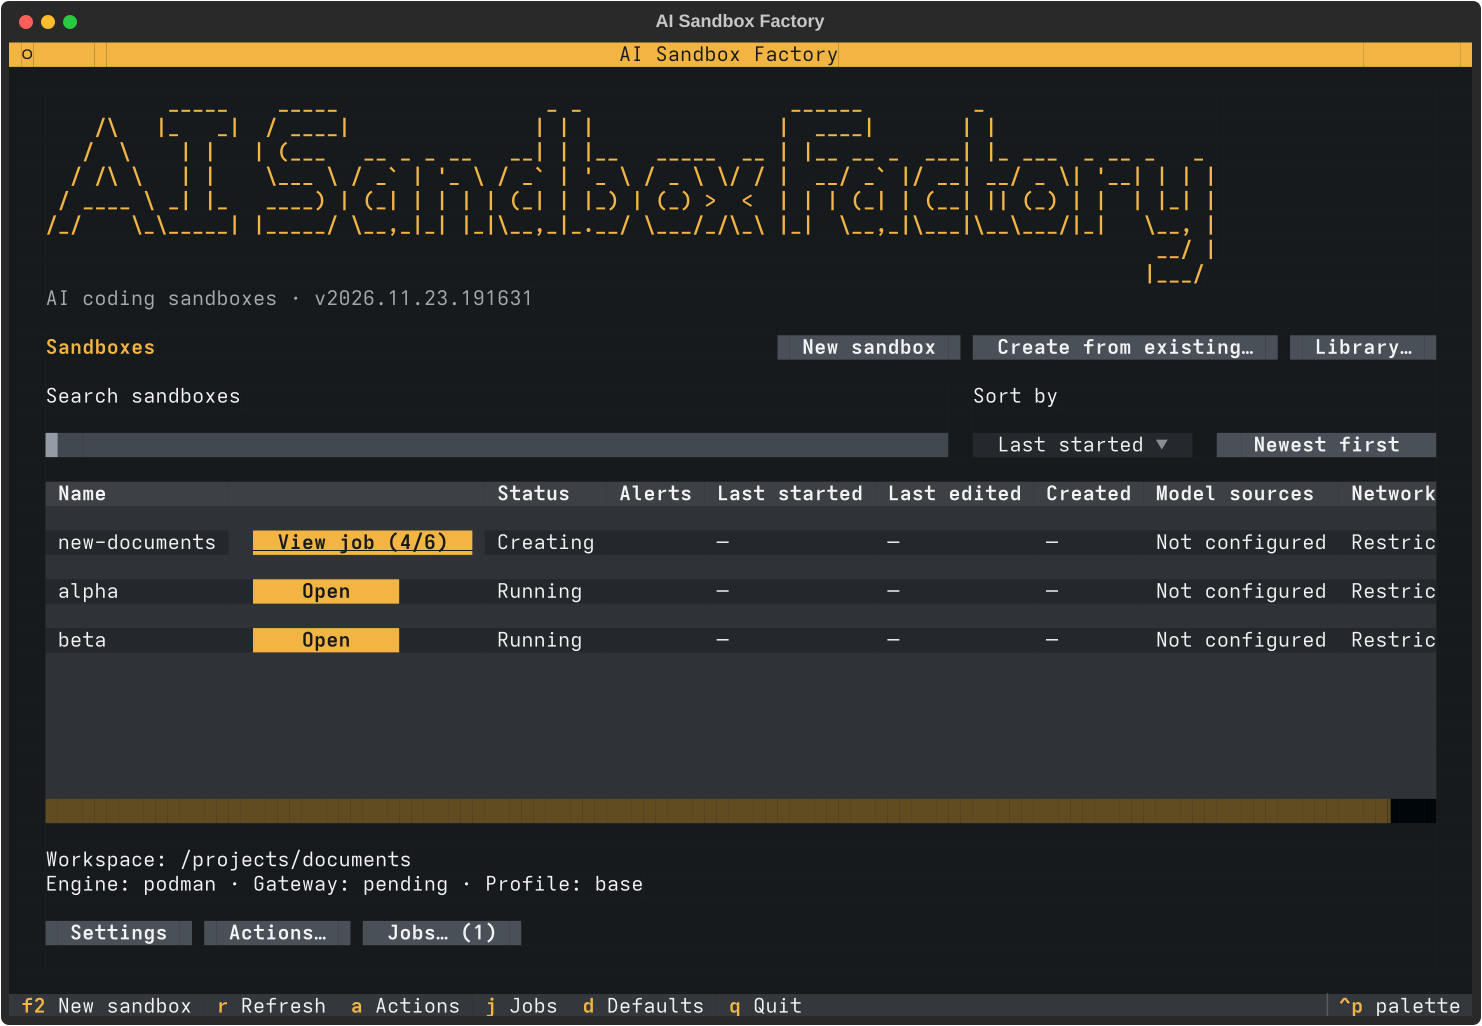 AI Sandbox Factory
AI Sandbox Factory
AI Sandbox Factory
AI coding sandboxes · v2026.11.23.191631
Sandboxes New sandbox Create from existing… Library…
Search sandboxes Sort by
Last started ▼ Newest first
Name Status Alerts Last started Last edited Created Model sources Network
new-documents View job (4/6) Creating — — — Not configured Restric
alpha Open Running — — — Not configured Restric
beta Open Running — — — Not configured Restric
Workspace: /projects/documents
Engine: podman · Gateway: pending · Profile: base
Settings Actions… Jobs… (1)
f2 New sandbox r Refresh a Actions j Jobs d Defaults q Quit ^p palette